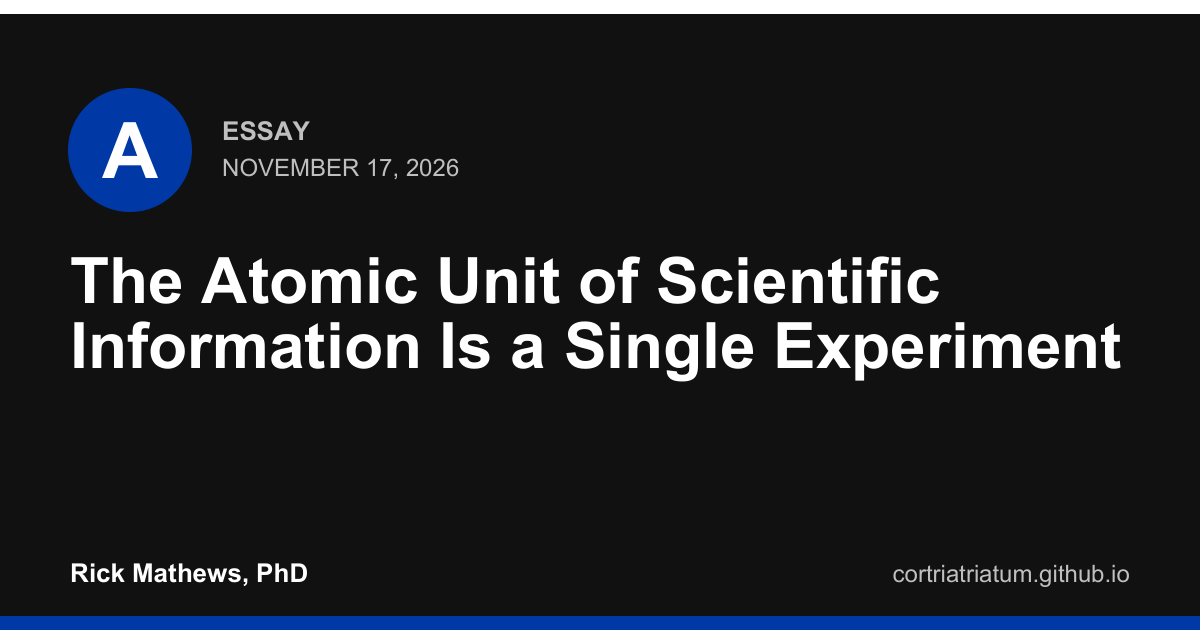 A
ESSAY
NOVEMBER 17, 2026
The Atomic Unit of Scientific
Information Is a Single Experiment
Rick Mathews, PhD
cortriatriatum.github.io